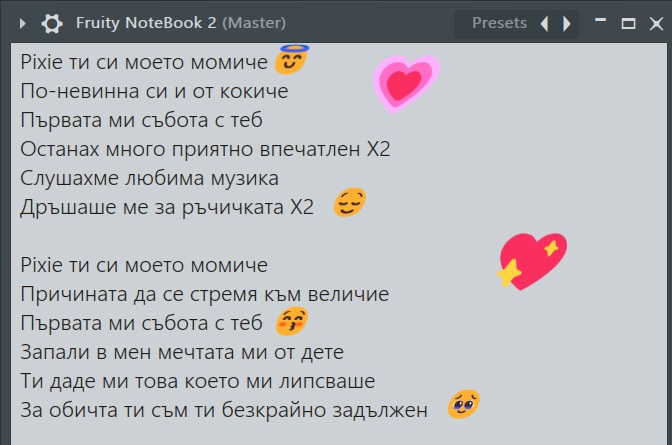 Fruity NoteBook 2 (Master) Presets
Pixie ти си моето момиче 😇
По-невинна си и от кокиче
Първата ми събота с теб
Останах много приятно впечатлен X2
Слушахме любима музика
Дръшаше ме за ръчичката X2 😌
Pixie ти си моето момиче
Причината да се стремя към величие
Първата ми събота с теб 😚
Запали в мен мечтата ми от дете
Ти даде ми това което ми липсваше
За обичта ти съм ти безкрайно задължен 🥹